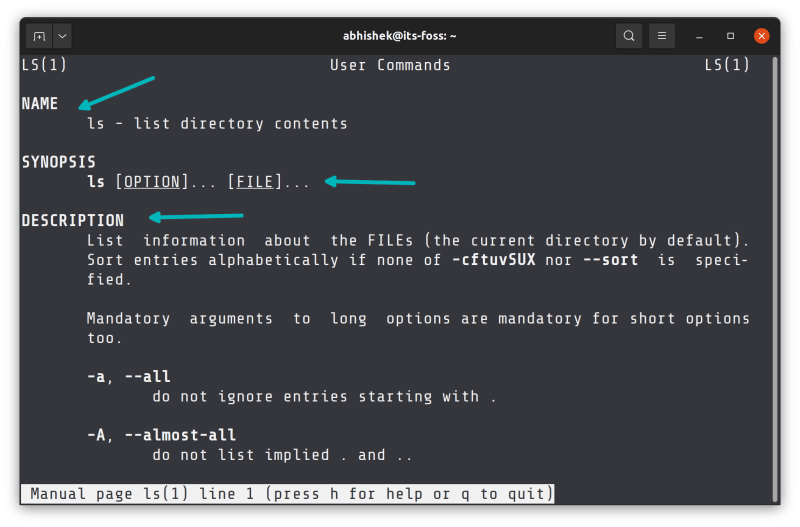 abhishek@its-foss: ~
LS(1) User Commands LS(1)
NAME
ls - list directory contents
SYNOPSIS
ls [OPTION]... [FILE]...
DESCRIPTION
List information about the FILEs (the current directory by default).
Sort entries alphabetically if none of -cftuvSUX nor --sort is speci-
fied.
Mandatory arguments to long options are mandatory for short options
too.
-a, --all
do not ignore entries starting with .
-A, --almost-all
do not list implied . and ..
Manual page ls(1) line 1 (press h for help or q to quit)